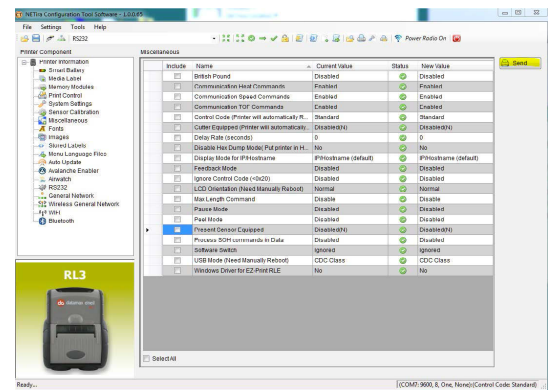 NETira Configuration Tool Software - 1.0.0.65
File Settings Tools Help
RS232 Power Radio On
Printer Component
Printer Information
Smart Battery
Media Label
Memory Modules
Print Control
System Settings
Sensor Calibration
Miscellaneous
Fonts
Images
Stored Labels
Menu Language Files
Auto Update
Avalanche Enabler
Airwatch
RS232
General Network
Wireless General Network
WIFI
Bluetooth
RL3
datamax·oneil
Miscellaneous
Include Name Current Value Status New Value
British Pound Disabled Disabled
Communication Heat Commands Enabled Enabled
Communication Speed Commands Enabled Enabled
Communication TOF Commands Enabled Enabled
Control Code (Printer will automatically R... Standard Standard
Cutter Equipped (Printer will automatically... Disabled(N) Disabled(N)
Delay Rate (seconds) 0 0
Disable Hex Dump Mode( Put printer in H... No No
Display Mode for IP/Hostname IP/Hostname (default) IP/Hostname (default)
Feedback Mode Disabled Disabled
Ignore Control Code (<0x20) Disabled Disabled
LCD Orientation (Need Manually Reboot) Normal Normal
Max Length Command Disable Disable
Pause Mode Disabled Disabled
Peel Mode Disabled Disabled
Present Sensor Equipped Disabled(N) Disabled(N)
Process SOH commands in Data Disabled Disabled
Software Switch Ignored Ignored
USB Mode (Need Manually Reboot) CDC Class CDC Class
Windows Driver for EZ-Print RLE No No
Select All
Send
Ready... (COM7: 9600, 8, One, None):(Control Code: Standard)